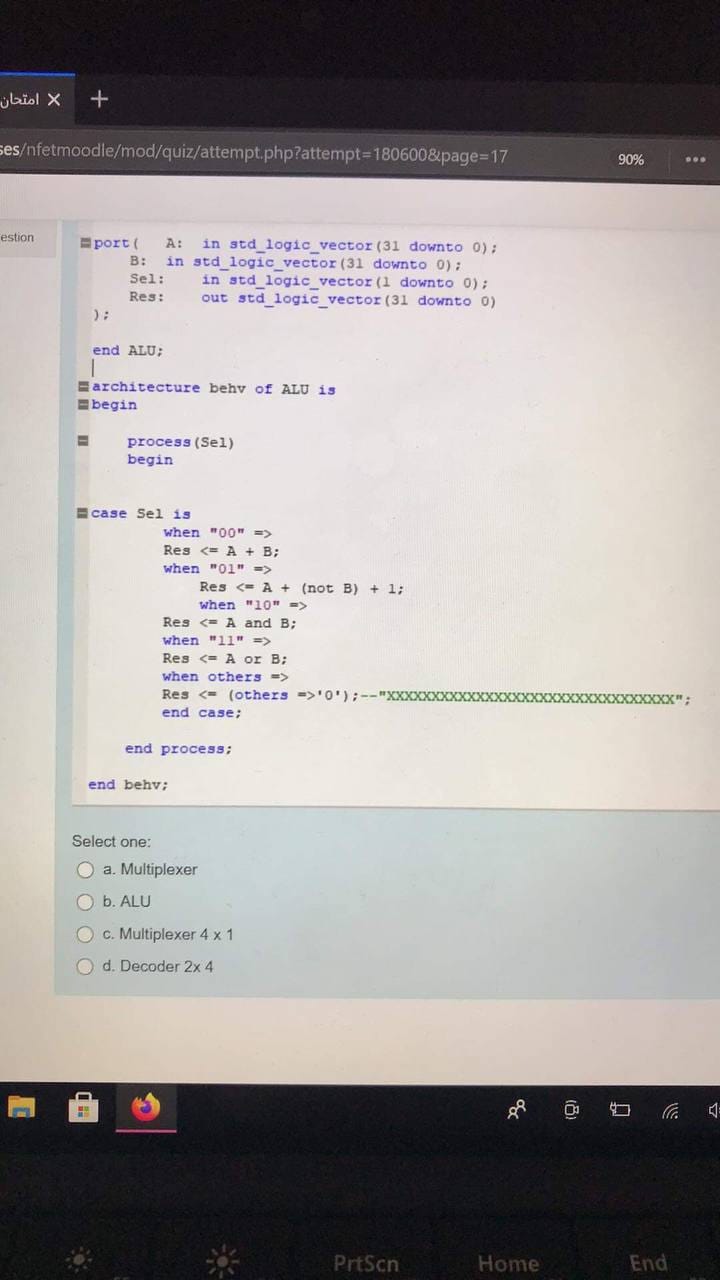 امتحان ✕ +
ses/nfetmoodle/mod/quiz/attempt.php?attempt=180600&page=17 90% •••
estion
port( A: in std_logic_vector(31 downto 0);
B: in std_logic_vector(31 downto 0);
Sel: in std_logic_vector(1 downto 0);
Res: out std_logic_vector(31 downto 0)
);
end ALU;
architecture behv of ALU is
begin
process(Sel)
begin
case Sel is
when "00" =>
Res <= A + B;
when "01" =>
Res <= A + (not B) + 1;
when "10" =>
Res <= A and B;
when "11" =>
Res <= A or B;
when others =>
Res <= (others =>'0');--"XXXXXXXXXXXXXXXXXXXXXXXXXXXXXXXX";
end case;
end process;
end behv;
Select one:
a. Multiplexer
b. ALU
c. Multiplexer 4 x 1
d. Decoder 2x 4
PrtScn Home End